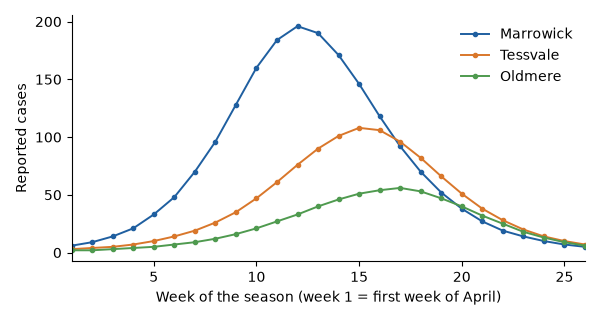 200
150
100
50
0
Reported cases
Marrowick
Tessvale
Oldmere
5 10 15 20 25
Week of the season (week 1 = first week of April)